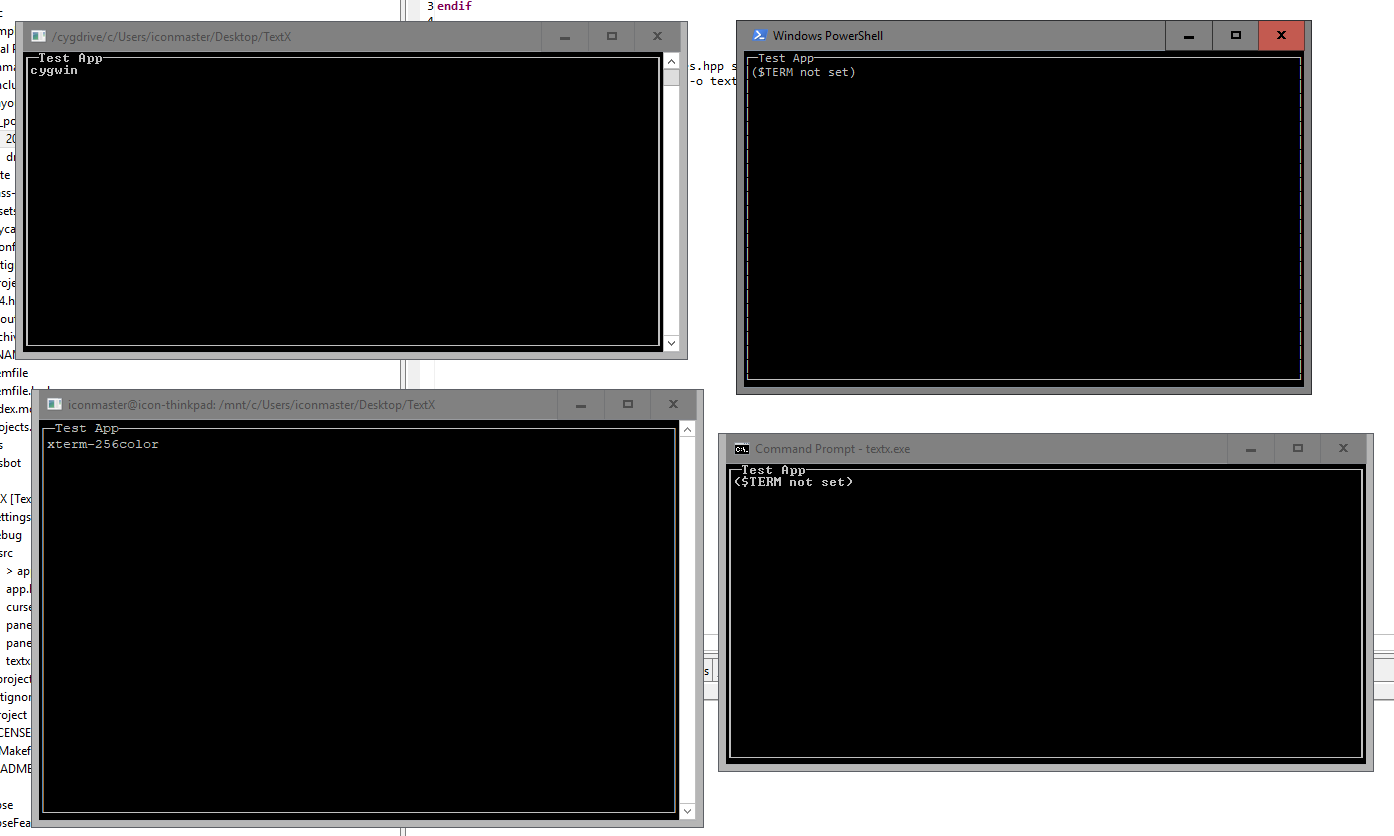 3 endif
4
/cygdrive/c/Users/iconmaster/Desktop/TextX
Test App
cygwin
Windows PowerShell
Test App
($TERM not set)
es.hpp s
-o text
iconmaster@icon-thinkpad: /mnt/c/Users/iconmaster/Desktop/TextX
Test App
xterm-256color
Command Prompt - textx.exe
Test App
($TERM not set)
C:\.
20
emfile
dex.m
ojects.
s
sbot
X [Tex
ettings
ebug
src
> ap
app.l
curse
pane
pane
textx
project
tignor
roject
CENSE
Makef
ADME
ose
oseFea
s